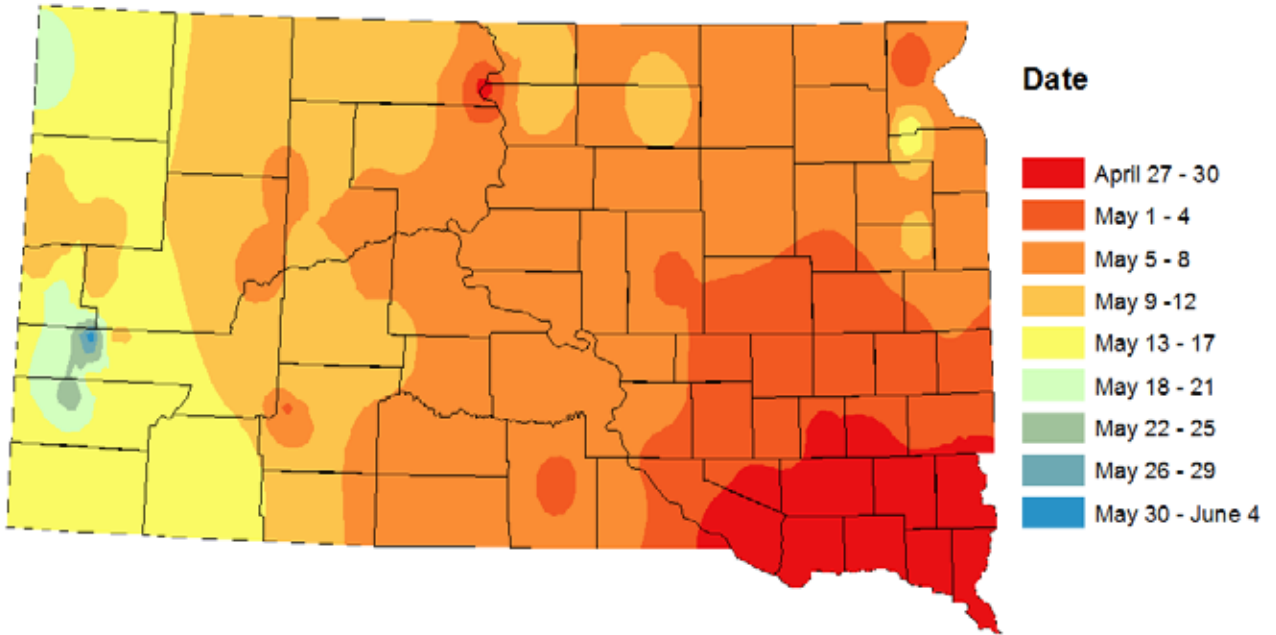 Date
April 27 - 30
May 1 - 4
May 5 - 8
May 9 -12
May 13 - 17
May 18 - 21
May 22 - 25
May 26 - 29
May 30 - June 4